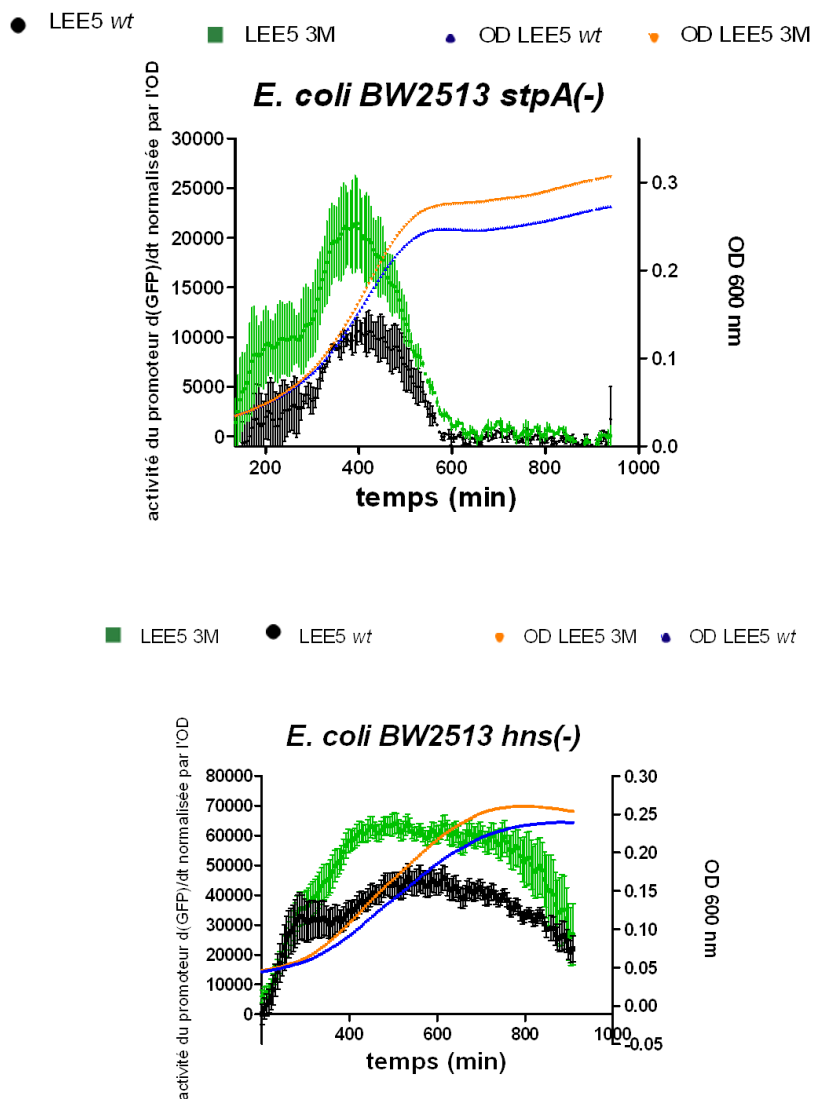 LEE5 wt
LEE5 3M
OD LEE5 wt
OD LEE5 3M
E. coli BW2513 stpA(-)
activité du promoteur d(GFP)/dt normalisée par l'OD
30000
25000
20000
15000
10000
5000
0
0.3
0.2
0.1
0.0
OD 600 nm
200 400 600 800 1000
temps (min)
LEE5 3M
LEE5 wt
OD LEE5 3M
OD LEE5 wt
E. coli BW2513 hns(-)
activité du promoteur d(GFP)/dt normalisée par l'OD
80000
70000
60000
50000
40000
30000
20000
10000
0
0.30
0.25
0.20
0.15
0.10
0.05
0.00
-0.05
OD 600 nm
400 600 800 1000
temps (min)